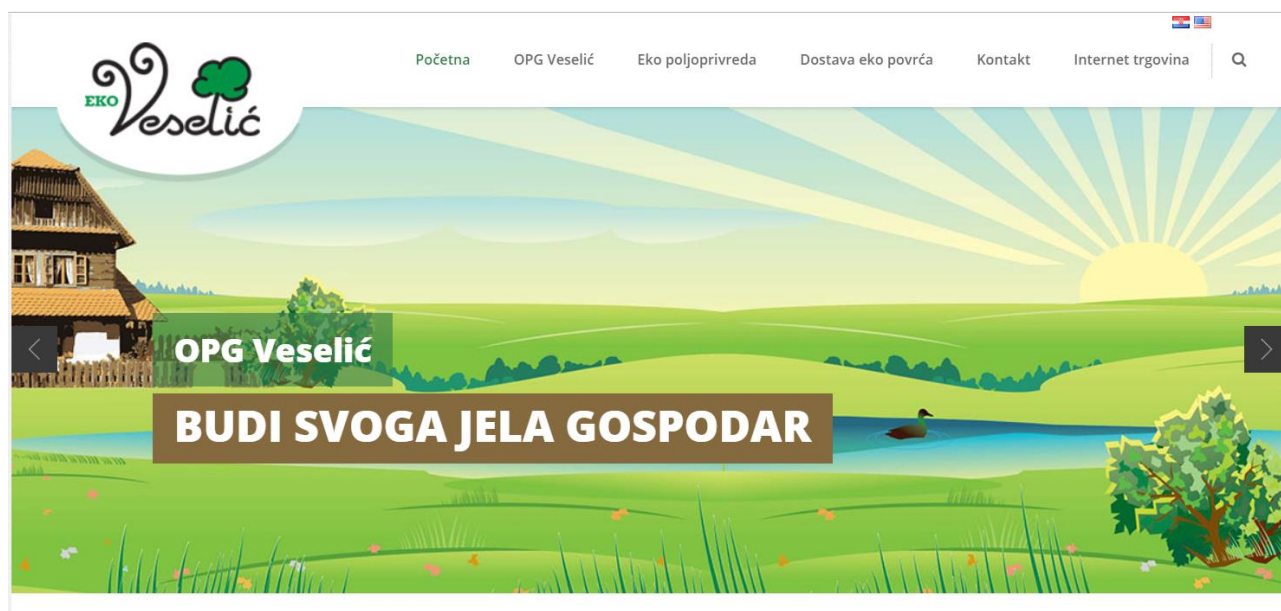 EKO
Veselić
Početna
OPG Veselić
Eko poljoprivreda
Dostava eko povrća
Kontakt
Internet trgovina
OPG Veselić
BUDI SVOGA JELA GOSPODAR